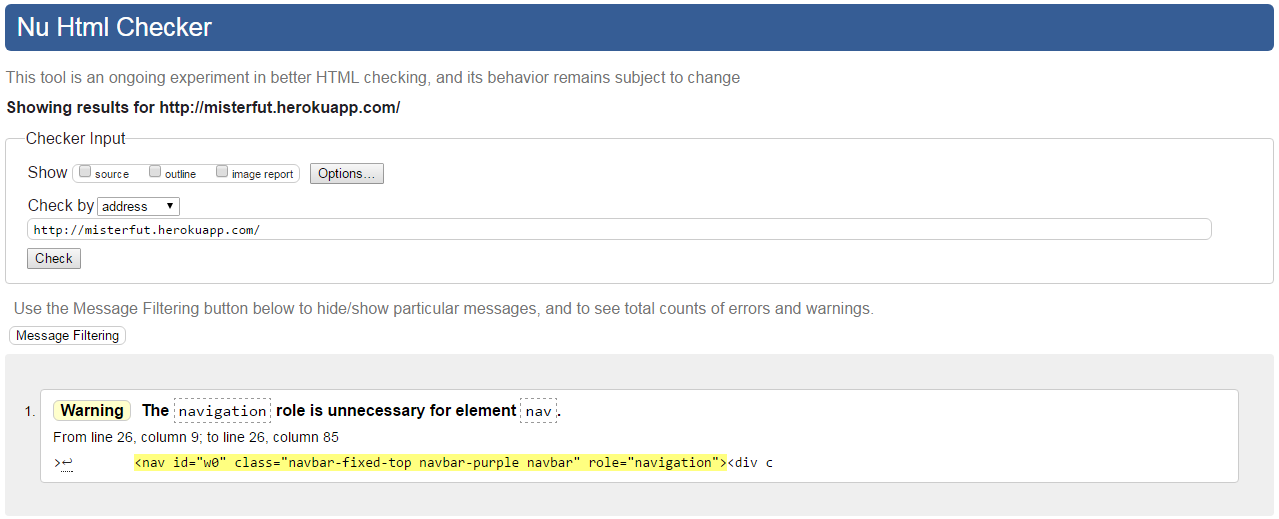 Nu Html Checker
This tool is an ongoing experiment in better HTML checking, and its behavior remains subject to change
Showing results for http://misterfut.herokuapp.com/
Checker Input
Show source outline image report Options...
Check by address
http://misterfut.herokuapp.com/
Check
Use the Message Filtering button below to hide/show particular messages, and to see total counts of errors and warnings.
Message Filtering
1. Warning The navigation role is unnecessary for element nav.
From line 26, column 9; to line 26, column 85
>↩ <nav id="w0" class="navbar-fixed-top navbar-purple navbar" role="navigation"><div c